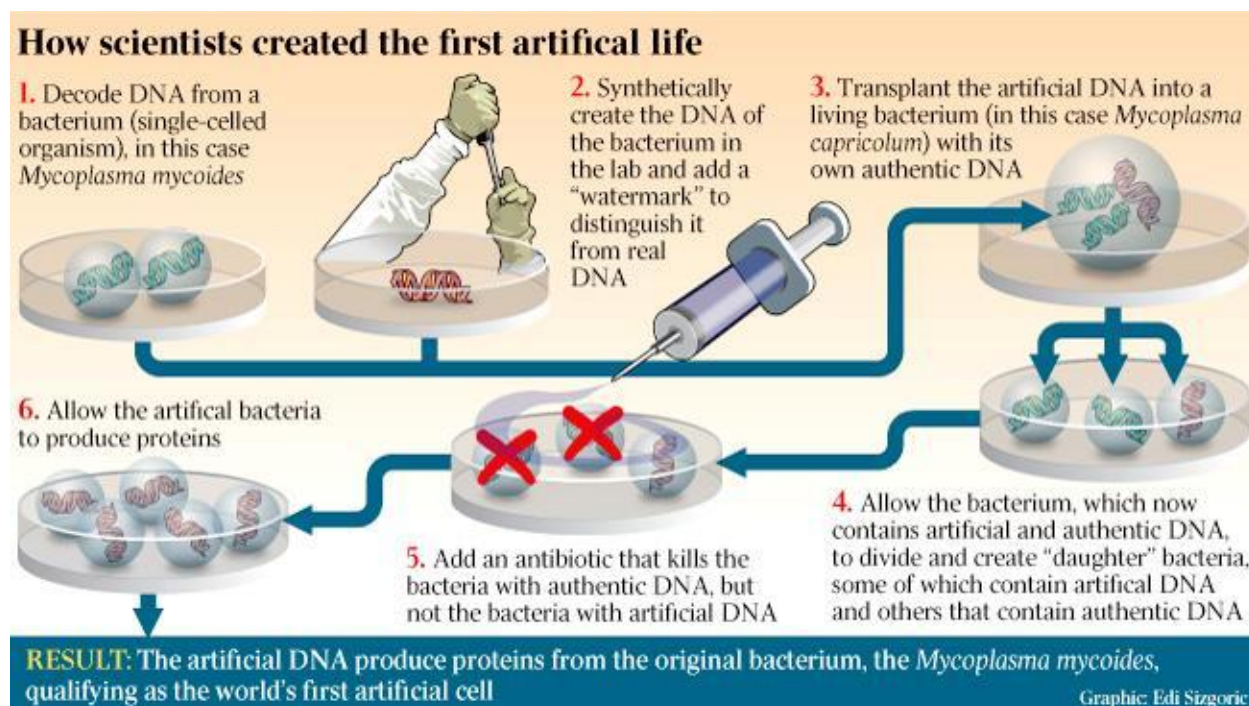 How scientists created the first artifical life
1. Decode DNA from a
bacterium (single-celled
organism), in this case
Mycoplasma mycoides
2. Synthetically
create the DNA of
the bacterium in
the lab and add a
“watermark” to
distinguish it
from real
DNA
3. Transplant the artificial DNA into a
living bacterium (in this case Mycoplasma
capricolum) with its
own authentic DNA
4. Allow the bacterium, which now
contains artificial and authentic DNA,
to divide and create “daughter” bacteria,
some of which contain artifical DNA
and others that contain authentic DNA
5. Add an antibiotic that kills the
bacteria with authentic DNA, but
not the bacteria with artificial DNA
6. Allow the artifical bacteria
to produce proteins
RESULT: The artificial DNA produce proteins from the original bacterium, the Mycoplasma mycoides,
qualifying as the world's first artificial cell
Graphic: Edi Sizgoric